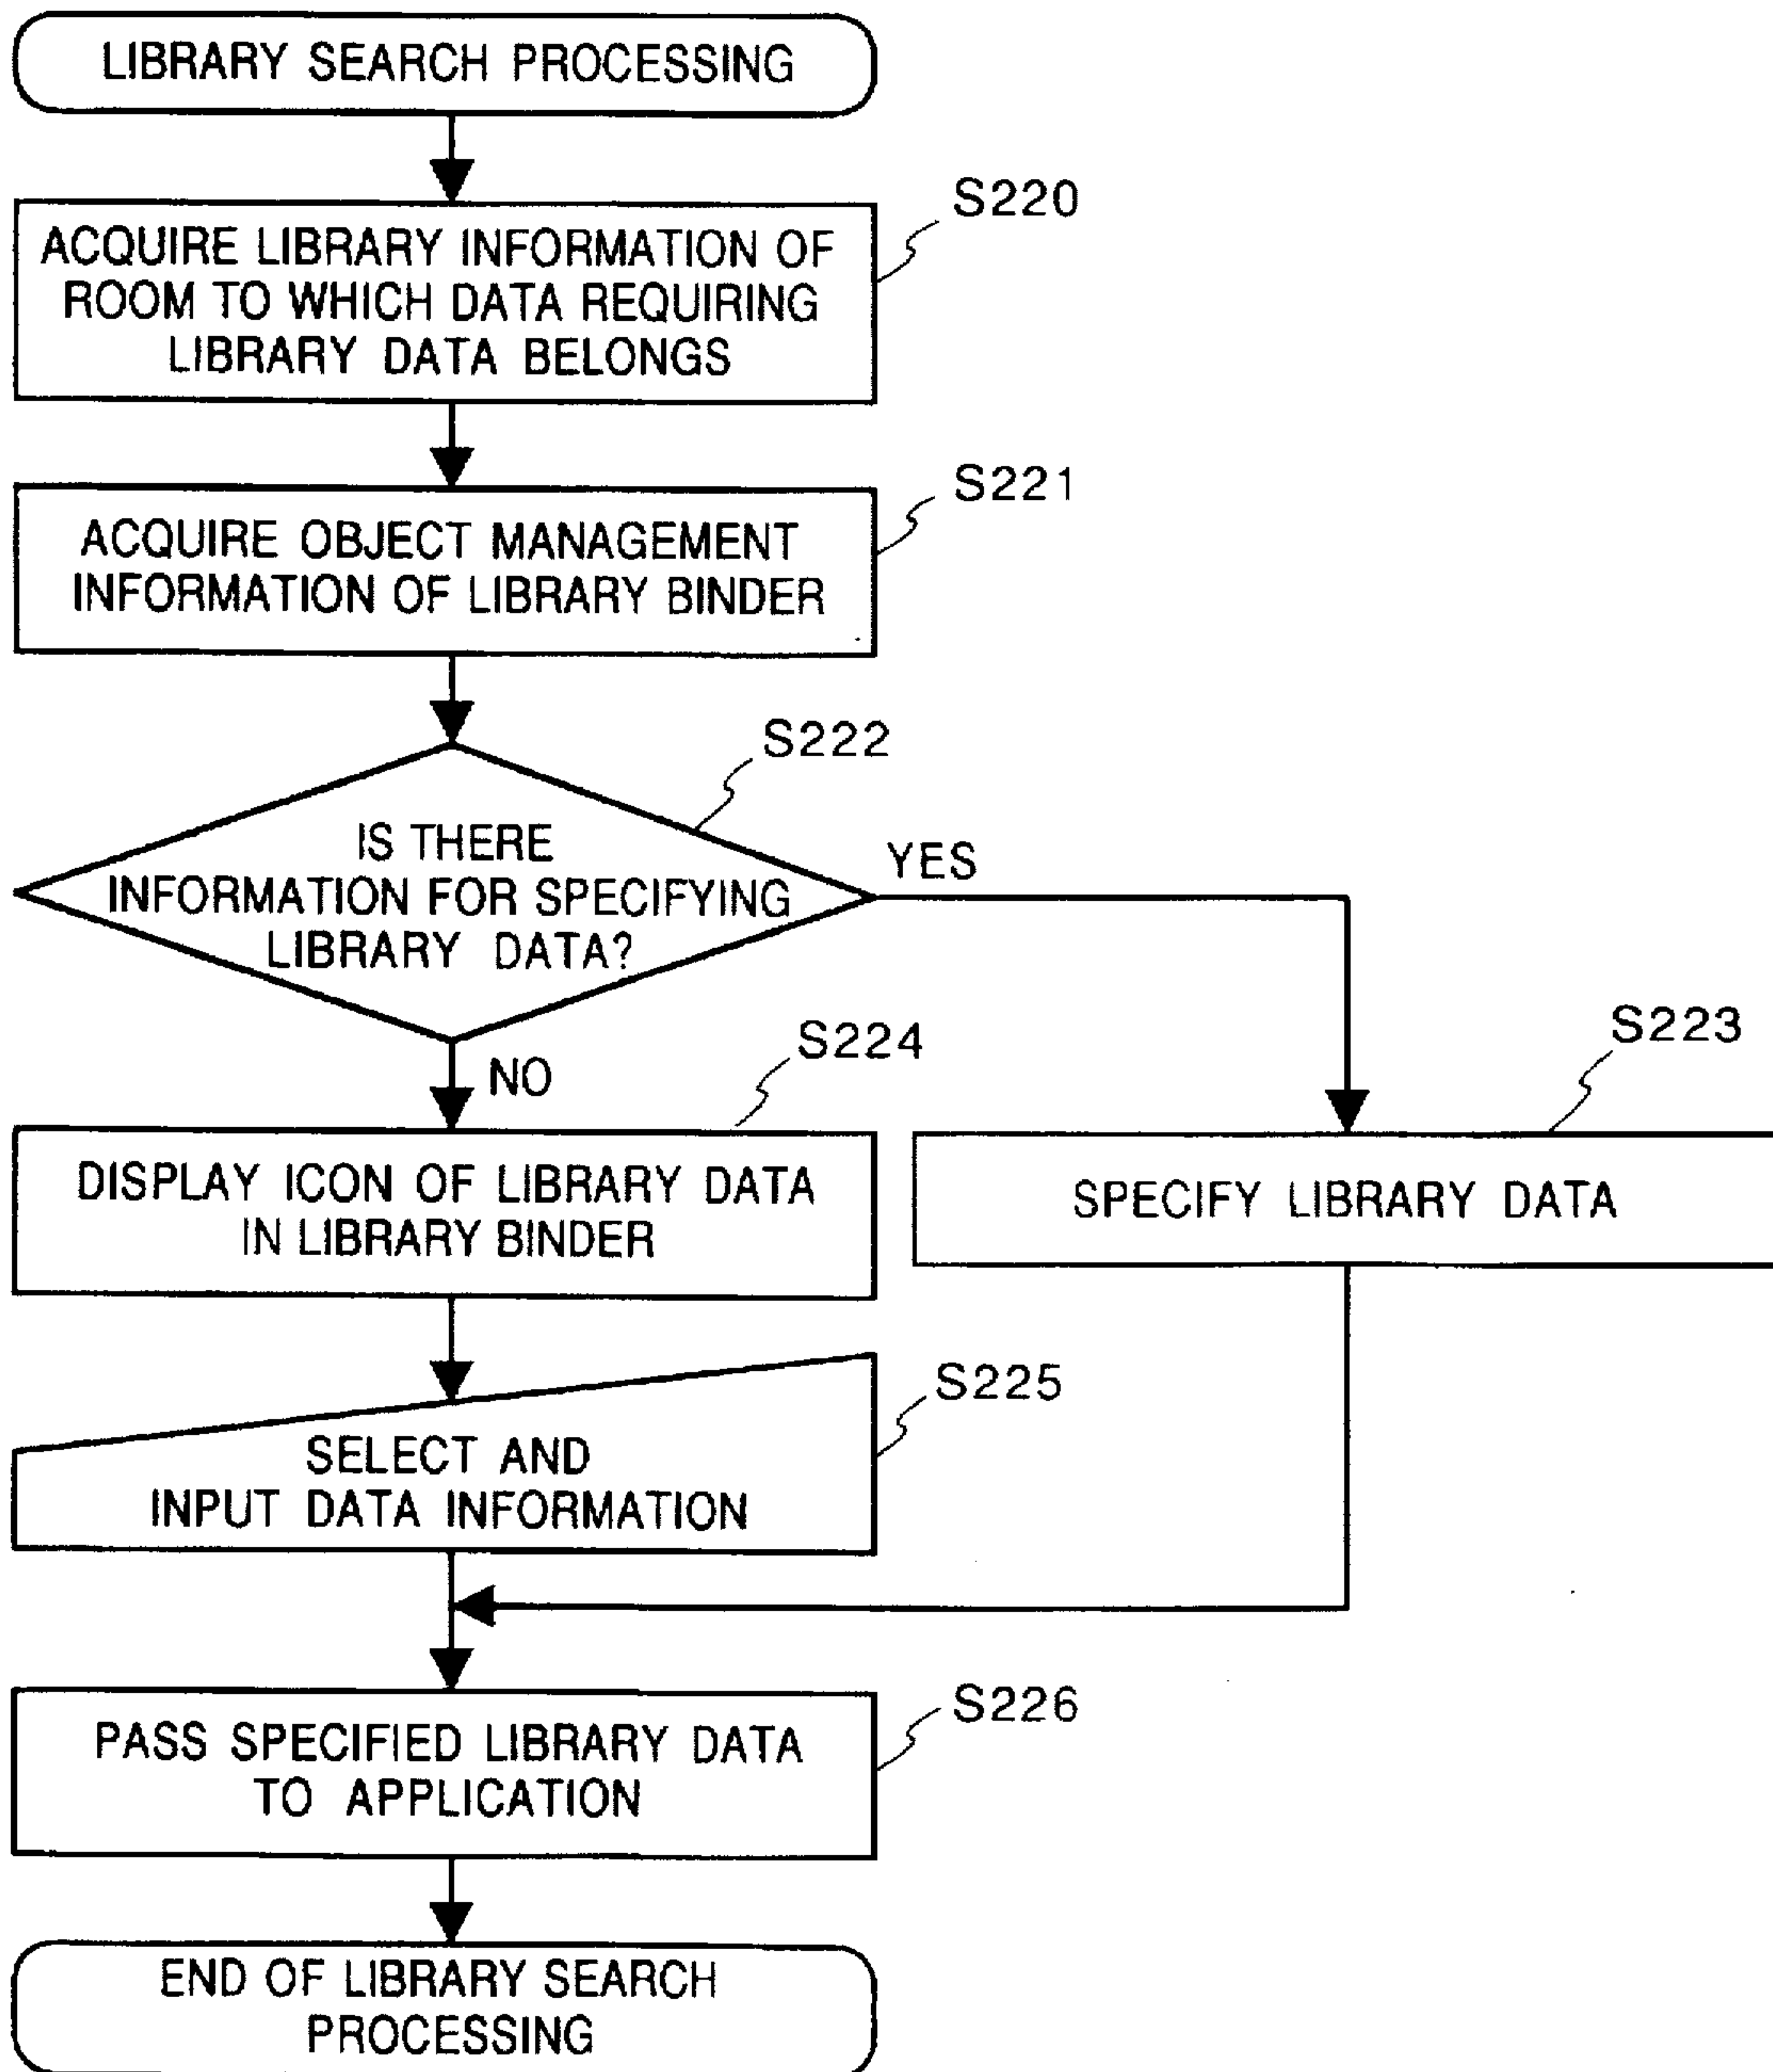 LIBRARY SEARCH PROCESSING
S220
ACQUIRE LIBRARY INFORMATION OF
ROOM TO WHICH DATA REQUIRING
LIBRARY DATA BELONGS
S221
ACQUIRE OBJECT MANAGEMENT
INFORMATION OF LIBRARY BINDER
S222
IS THERE
INFORMATION FOR SPECIFYING
LIBRARY DATA?
YES
NO
S224
DISPLAY ICON OF LIBRARY DATA
IN LIBRARY BINDER
S223
SPECIFY LIBRARY DATA
S225
SELECT AND
INPUT DATA INFORMATION
S226
PASS SPECIFIED LIBRARY DATA
TO APPLICATION
END OF LIBRARY SEARCH
PROCESSING